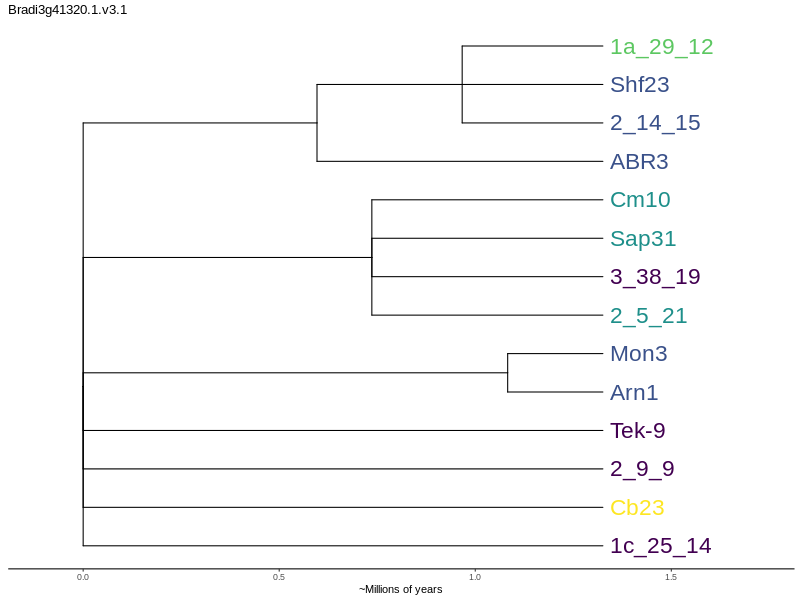 Bradi3g41320.1.v3.1
1a_29_12
Shf23
2_14_15
ABR3
Cm10
Sap31
3_38_19
2_5_21
Mon3
Arn1
Tek-9
2_9_9
Cb23
1c_25_14
0.0 0.5 1.0 1.5
~Millions of years